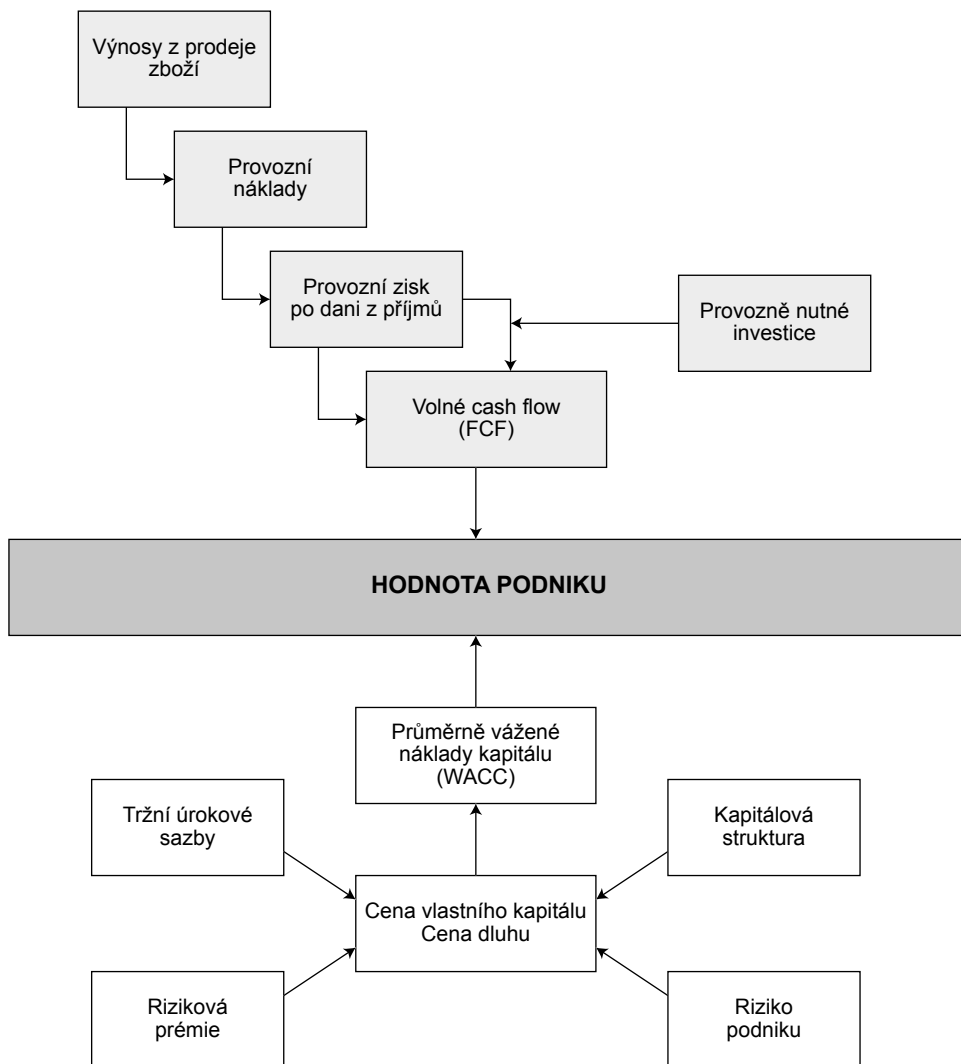 Výnosy z prodeje
zboží
Provozní
náklady
Provozní zisk
po dani z příjmů
Provozně nutné
investice
Volné cash flow
(FCF)
HODNOTA PODNIKU
Průměrně vážené
náklady kapitálu
(WACC)
Tržní úrokové
sazby
Kapitálová
struktura
Cena vlastního kapitálu
Cena dluhu
Riziková
prémie
Riziko
podniku